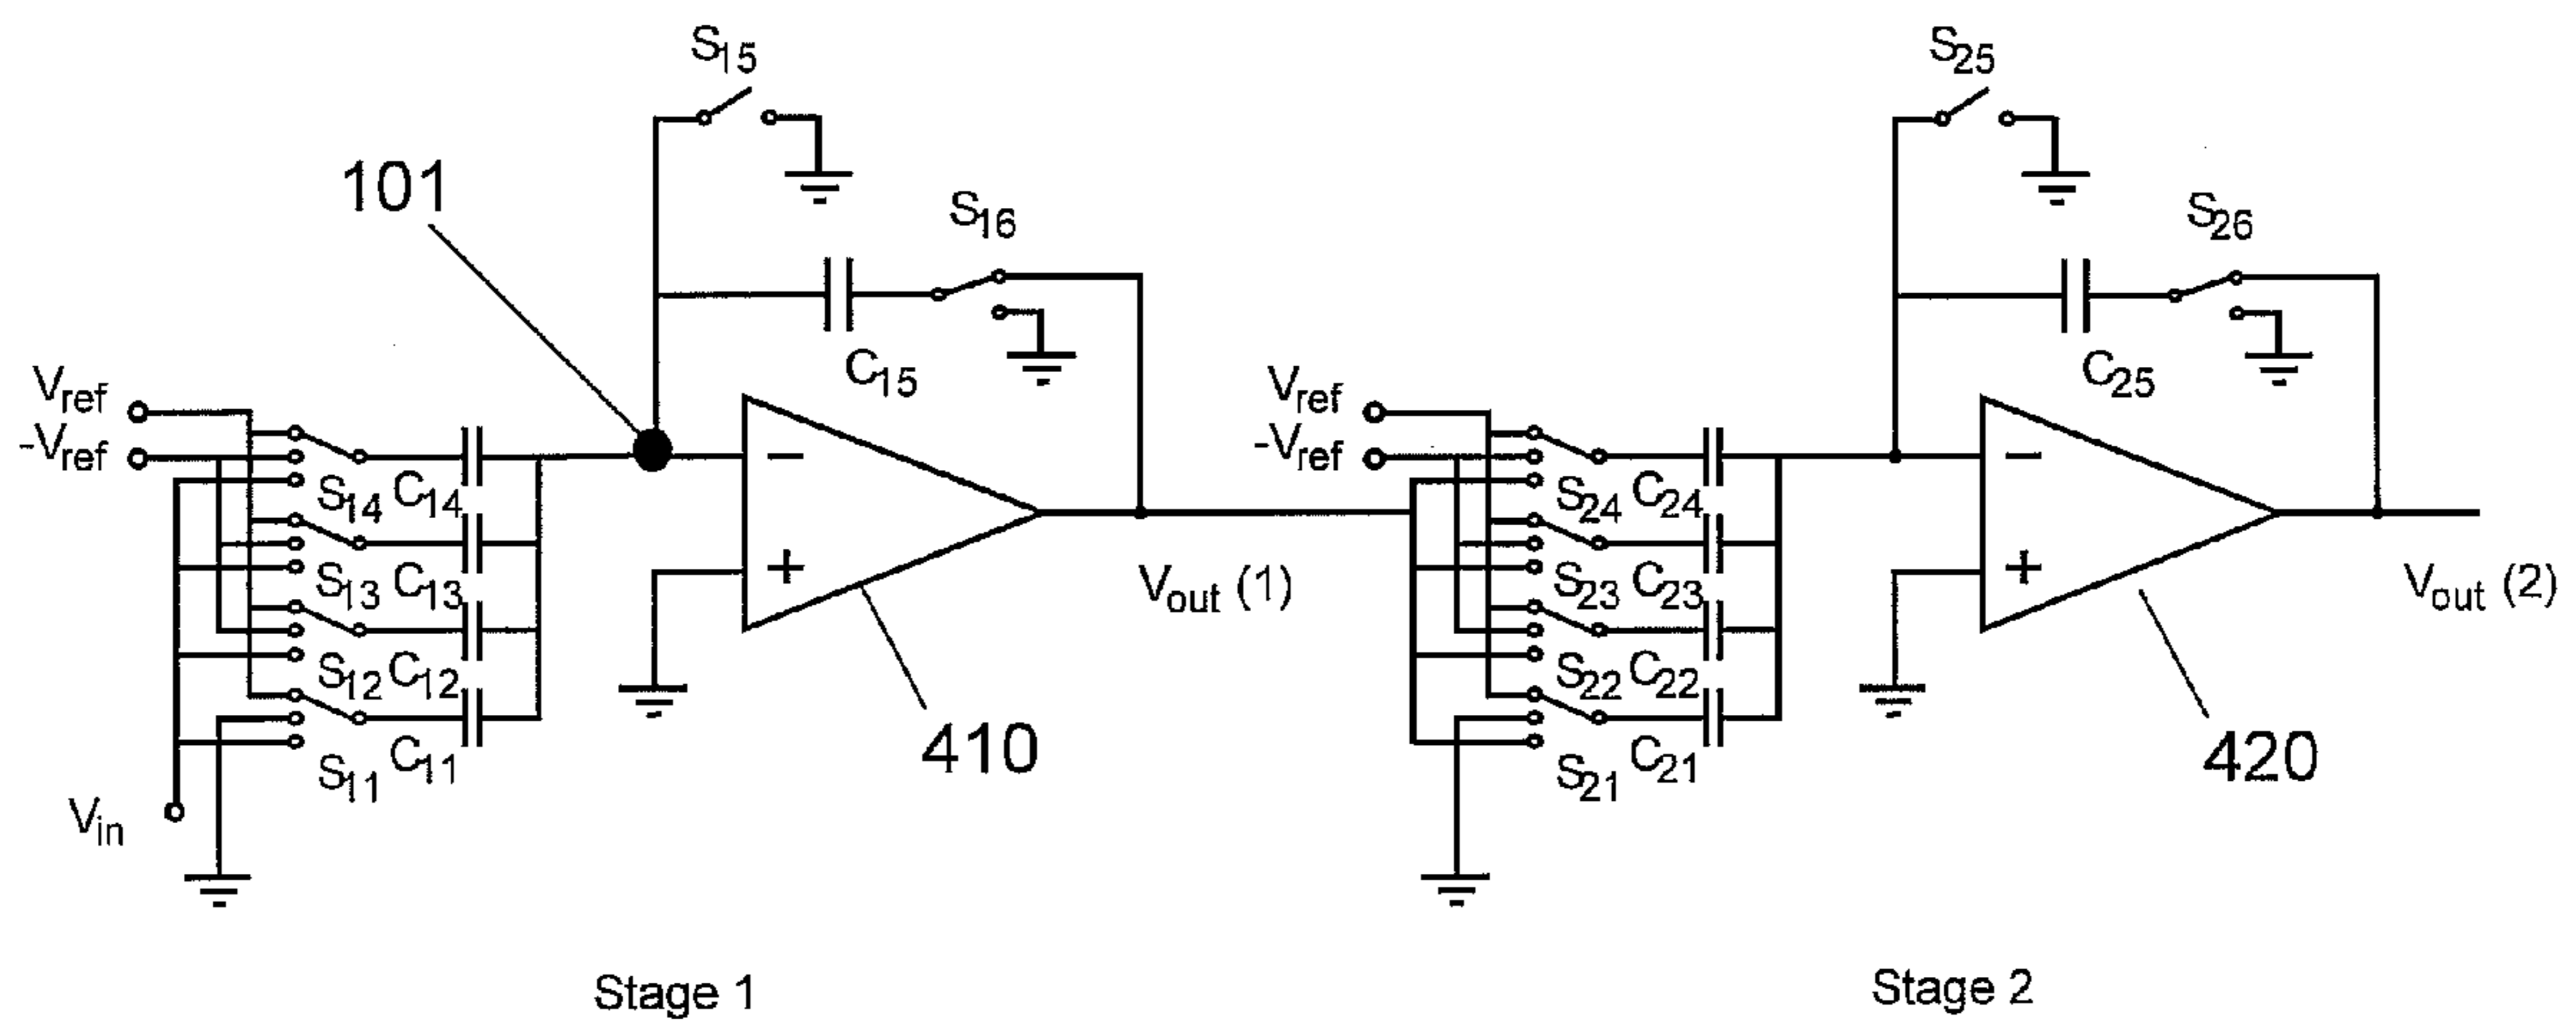 S15
S25
101
S16
S26
C15
C25
Vref
-Vref
Vref
-Vref
S14 C14
S24 C24
S13 C13
S23 C23
Vout (1)
Vout (2)
S12 C12
S22 C22
S11 C11
S21 C21
410
420
Vin
Stage 1
Stage 2